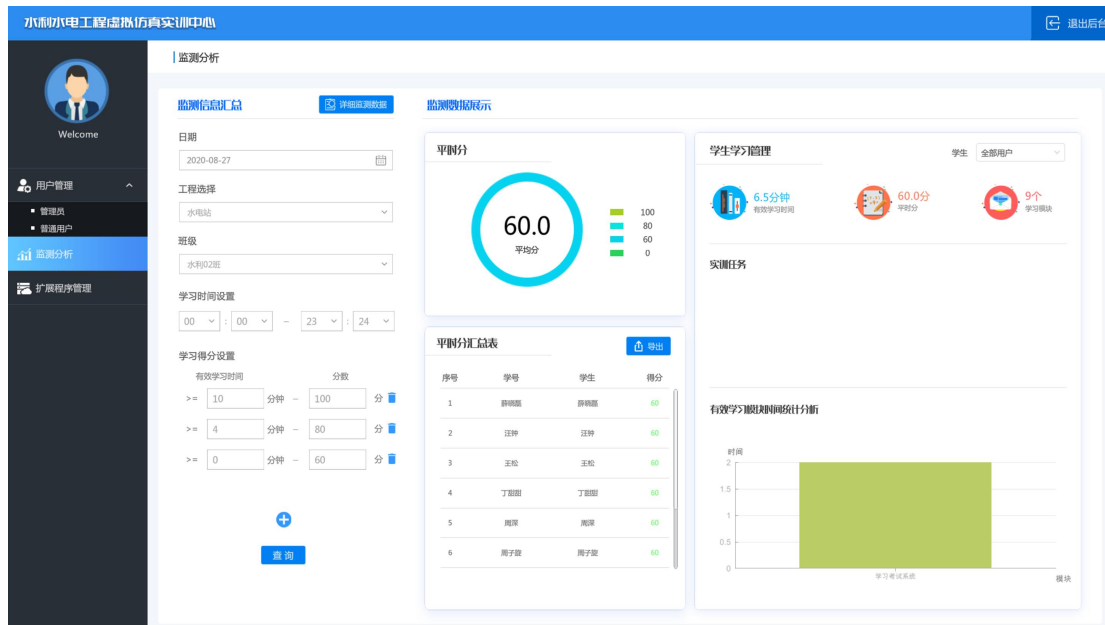 水利水电工程虚拟仿真实训中心
退出后台
Welcome
用户管理
管理员
普通用户
监测分析
扩展程序管理
监测分析
监测信息汇总
详细监测数据
日期
2020-08-27
工程选择
水电站
班级
水利02班
学习时间设置
00 : 00 – 23 : 24
学习得分设置
有效学习时间 分数
>= 10 分钟 – 100 分
>= 4 分钟 – 80 分
>= 0 分钟 – 60 分
查询
监测数据展示
平时分
60.0
平均分
100
80
60
0
平时分汇总表
导出
序号 学号 学生 得分
1 薛晓磊 薛晓磊 60
2 汪钟 汪钟 60
3 王松 王松 60
4 丁甜甜 丁甜甜 60
5 周深 周深 60
6 周子旋 周子旋 60
学生学习管理
学生 全部用户
6.5分钟
有效学习时间
60.0分
平时分
9个
学习模块
实训任务
有效学习模块时间统计分析
时间
2
1.5
1
0.5
0
学习考试系统
模块